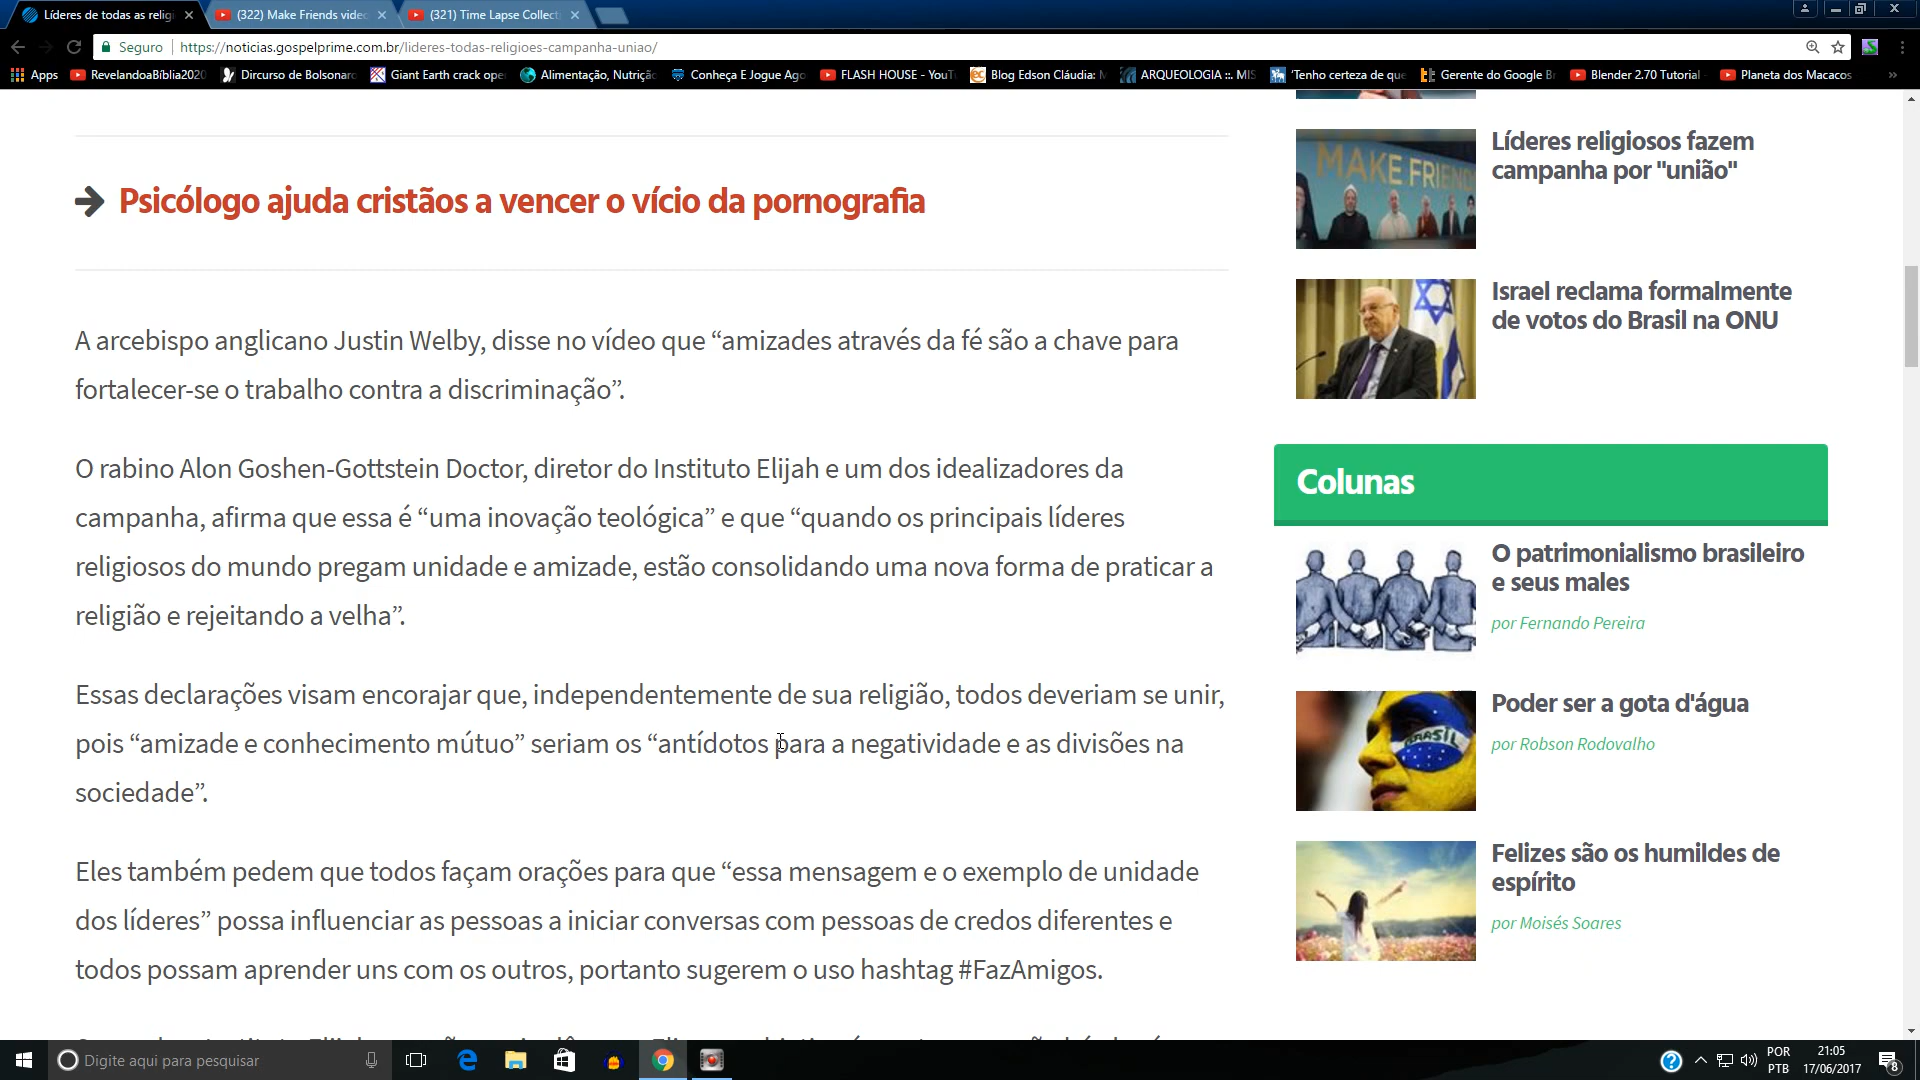 Líderes de todas as religi
(322) Make Friends vide
(321) Time Lapse Collect
Seguro
https://noticias.gospelprime.com.br/lideres-todas-religioes-campanha-uniao/
Apps
RevelandoaBíblia2020
Dircurso de Bolsonaro
Giant Earth crack ope
Alimentação, Nutriçã
Conheça E Jogue Ago
FLASH HOUSE - YouT
Blog Edson Cláudia: M
ARQUEOLOGIA ::. MIS
'Tenho certeza de que
Gerente do Google Br
Blender 2.70 Tutorial
Planeta dos Macacos
Psicólogo ajuda cristãos a vencer o vício da pornografia
A arcebispo anglicano Justin Welby, disse no vídeo que “amizades através da fé são a chave para
fortalecer-se o trabalho contra a discriminação”.
O rabino Alon Goshen-Gottstein Doctor, diretor do Instituto Elijah e um dos idealizadores da
campanha, afirma que essa é “uma inovação teológica” e que “quando os principais líderes
religiosos do mundo pregam unidade e amizade, estão consolidando uma nova forma de praticar a
religião e rejeitando a velha”.
Essas declarações visam encorajar que, independentemente de sua religião, todos deveriam se unir,
pois “amizade e conhecimento mútuo” seriam os “antídotos para a negatividade e as divisões na
sociedade”.
Eles também pedem que todos façam orações para que “essa mensagem e o exemplo de unidade
dos líderes” possa influenciar as pessoas a iniciar conversas com pessoas de credos diferentes e
todos possam aprender uns com os outros, portanto sugerem o uso hashtag #FazAmigos.
MAKE FRIEND
Líderes religiosos fazem
campanha por "união"
Israel reclama formalmente
de votos do Brasil na ONU
Colunas
O patrimonialismo brasileiro
e seus males
por Fernando Pereira
BRASIL
Poder ser a gota d'água
por Robson Rodovalho
Felizes são os humildes de
espírito
por Moisés Soares
Digite aqui para pesquisar
POR
PTB
21:05
17/06/2017
8